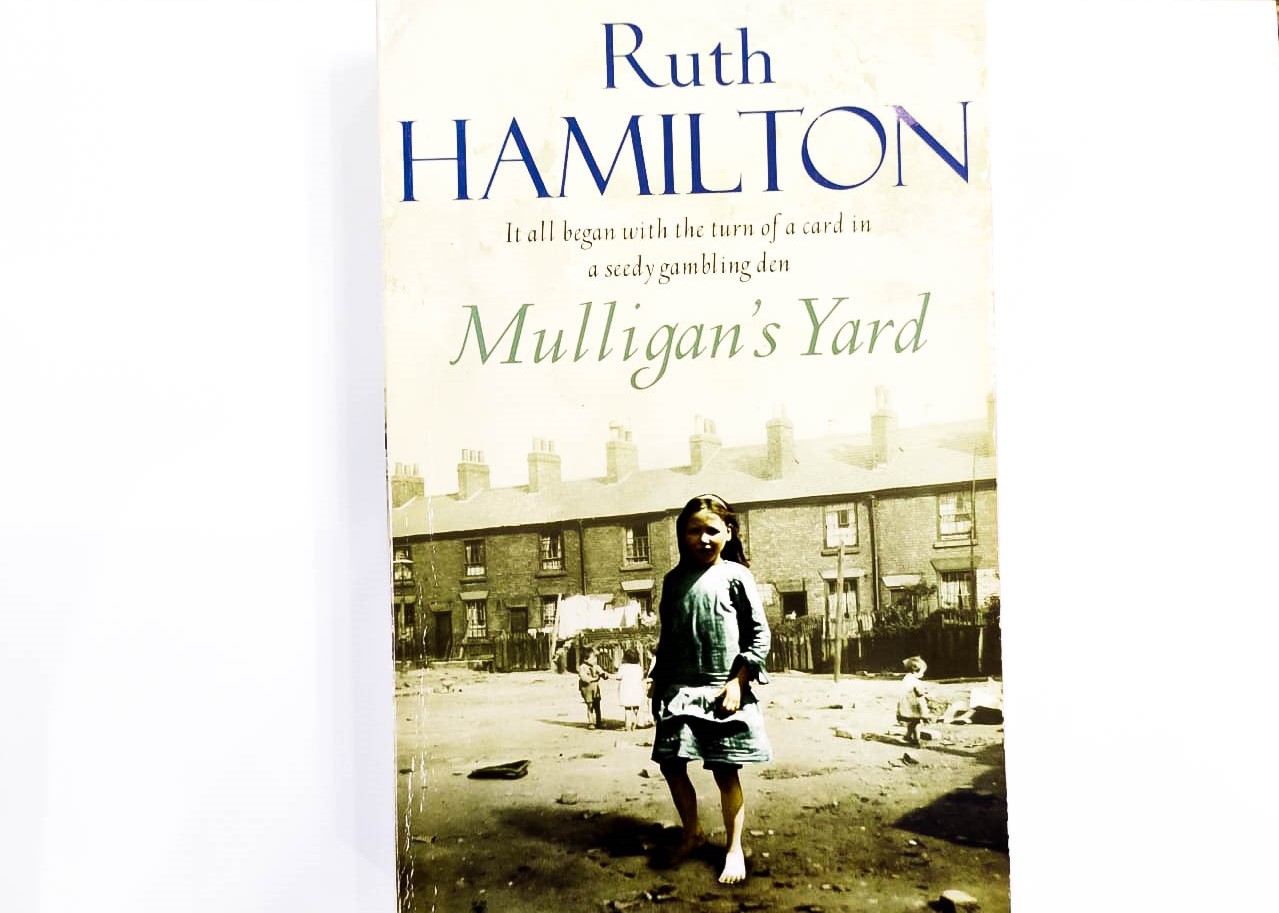 Ruth
HAMILTON
It all began with the turn of a card in
a seedy gambling den
Mulligan's Yard